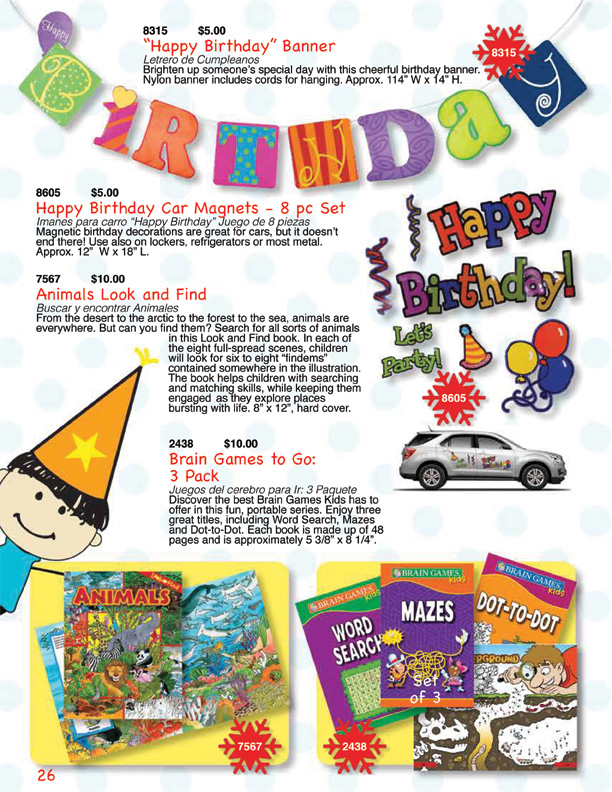 8315 $5.00
“Happy Birthday” Banner
Letrero de Cumpleanos
Brighten up someone’s special day with this cheerful birthday banner.
Nylon banner includes cords for hanging. Approx. 114" W x 14" H.
8315
Happy
BiRTHDaY
8605 $5.00
Happy Birthday Car Magnets – 8 pc Set
Imanes para carro “Happy Birthday” Juego de 8 piezas
Magnetic birthday decorations are great for cars, but it doesn’t
end there! Use also on lockers, refrigerators or most metal.
Approx. 12" W x 18" L.
Happy
Birthday!
Let's
Party!
8605
7567 $10.00
Animals Look and Find
Buscar y encontrar Animales
From the desert to the arctic to the forest to the sea, animals are
everywhere. But can you find them? Search for all sorts of animals
in this Look and Find book. In each of
the eight full-spread scenes, children
will look for six to eight “findems”
contained somewhere in the illustration.
The book helps children with searching
and matching skills, while keeping them
engaged as they explore places
bursting with life. 8" x 12", hard cover.
2438 $10.00
Brain Games to Go:
3 Pack
Juegos del cerebro para Ir: 3 Paquete
Discover the best Brain Games Kids has to
offer in this fun, portable series. Enjoy three
great titles, including Word Search, Mazes
and Dot-to-Dot. Each book is made up of 48
pages and is approximately 5 3/8" x 8 1/4".
ANIMALS
7567
BRAIN GAMES
kids
WORD
SEARCH
BRAIN GAMES
kids
MAZES
BRAIN GAMES
kids
DOT-TO-DOT
Set
of 3
2438
26